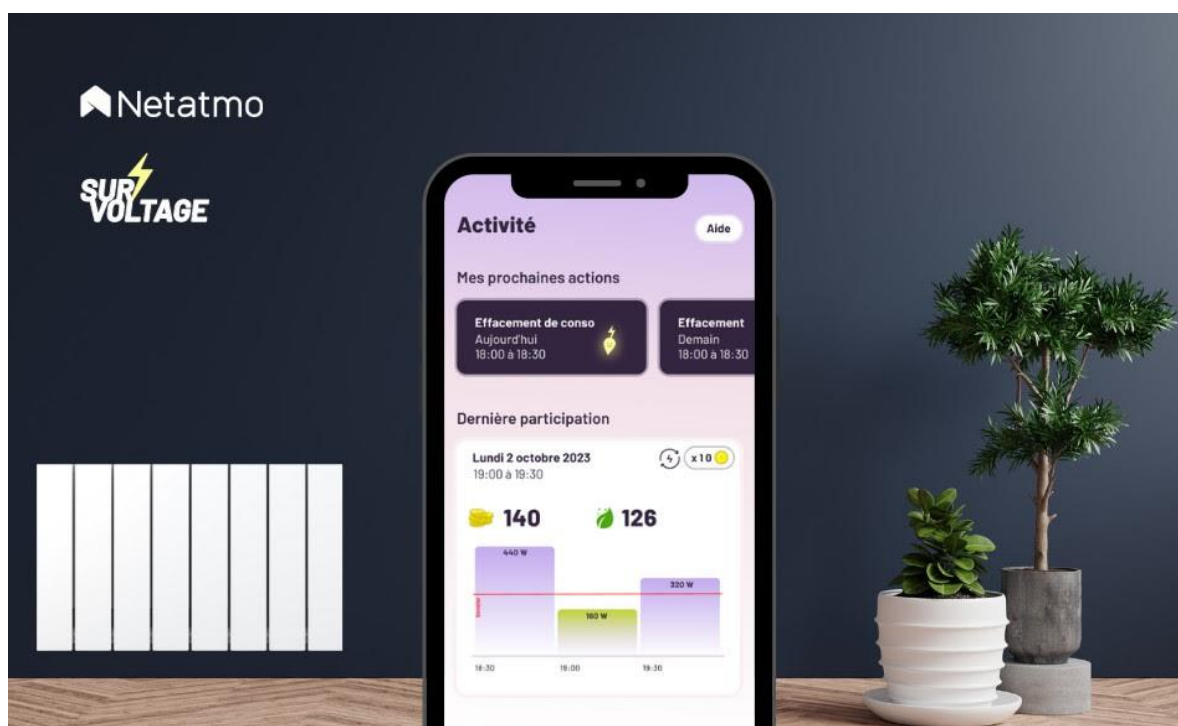 Netatmo
SUR
VOLTAGE
Activité
Aide
Mes prochaines actions
Effacement de conso
Aujourd'hui
18:00 à 18:30
Effacement
Demain
18:00 à 18:30
Dernière participation
Lundi 2 octobre 2023
19:00 à 19:30
x10
140
126
440 W
320 W
160 W
18:30
19:00
19:30